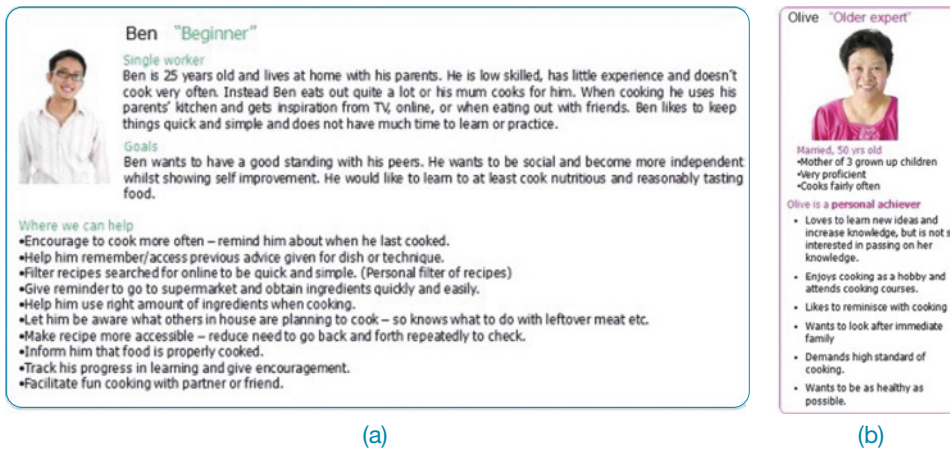 Ben "Beginner"
Single worker
Ben is 25 years old and lives at home with his parents. He is low skilled, has little experience and doesn't
cook very often. Instead Ben eats out quite a lot or his mum cooks for him. When cooking he uses his
parents' kitchen and gets inspiration from TV, online, or when eating out with friends. Ben likes to keep
things quick and simple and does not have much time to learn or practice.
Goals
Ben wants to have a good standing with his peers. He wants to be social and become more independent
whilst showing self improvement. He would like to learn to at least cook nutritious and reasonably tasting
food.
Where we can help
•Encourage to cook more often – remind him about when he last cooked.
•Help him remember/access previous advice given for dish or technique.
•Filter recipes searched for online to be quick and simple. (Personal filter of recipes)
•Give reminder to go to supermarket and obtain ingredients quickly and easily.
•Help him use right amount of ingredients when cooking.
•Let him be aware what others in house are planning to cook – so knows what to do with leftover meat etc.
•Make recipe more accessible – reduce need to go back and forth repeatedly to check.
•Inform him that food is properly cooked.
•Track his progress in learning and give encouragement.
•Facilitate fun cooking with partner or friend.
(a)
Olive "Older expert"
Married, 50 yrs old
•Mother of 3 grown up children
•Very proficient
•Cooks fairly often
Olive is a personal achiever
• Loves to learn new ideas and
increase knowledge, but is not
interested in passing on her
knowledge.
• Enjoys cooking as a hobby and
attends cooking courses.
• Likes to reminisce with cooking
• Wants to look after immediate
family
• Demands high standard of
cooking.
• Wants to be as healthy as
possible.
(b)